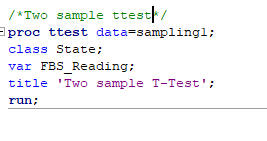 /*Two sample ttest*/
proc ttest data=sampling1;
class State;
var FBS_Reading;
title 'Two sample T-Test';
run;